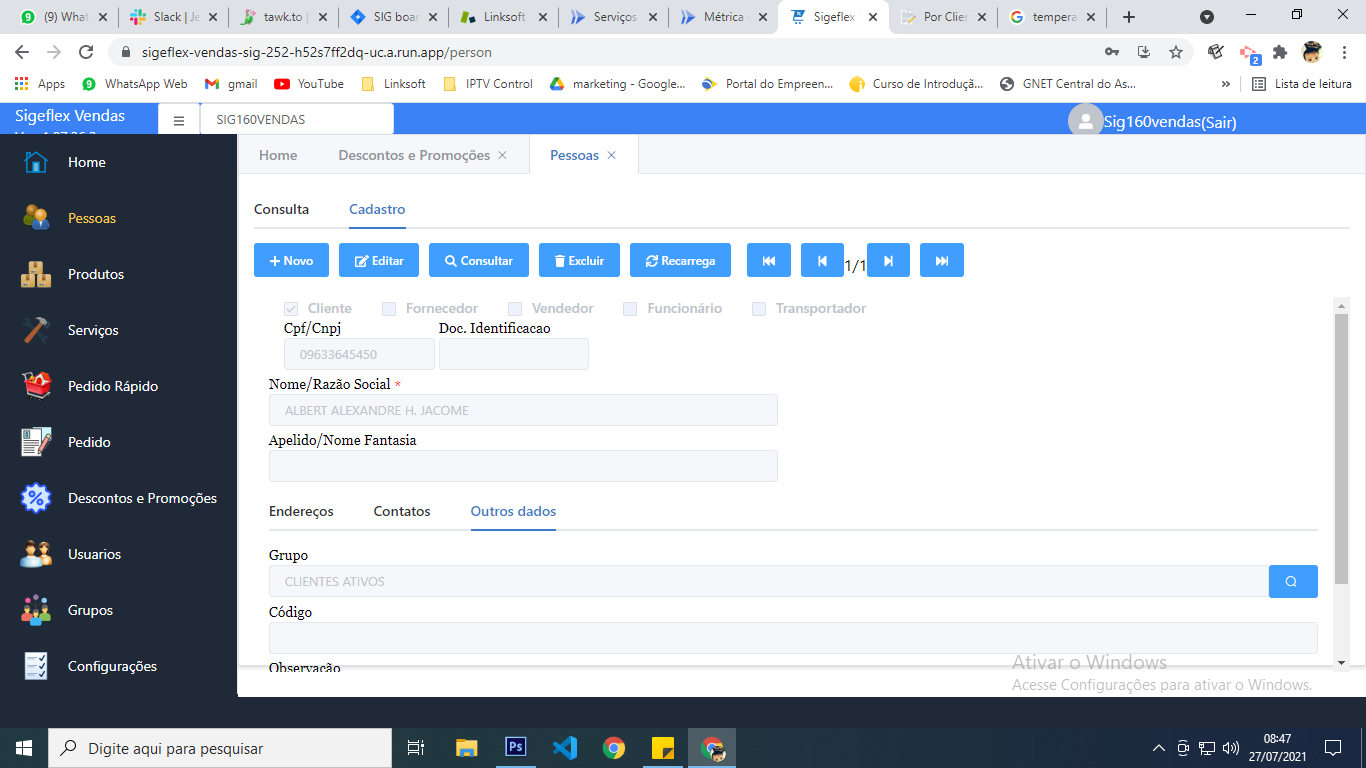 (9) What
Slack | Je
tawk.to |
SIG boar
Linksoft
Serviços
Métrica
Sigeflex
Por Clier
tempera
sigeflex-vendas-sig-252-h52s7ff2dq-uc.a.run.app/person
2
Apps
9 WhatsApp Web
gmail
YouTube
Linksoft
IPTV Control
marketing - Google...
Portal do Empreen...
Curso de Introduçã...
GNET Central do As...
»
Lista de leitura
Sigeflex Vendas
SIG160VENDAS
Sig160vendas(Sair)
Home
Pessoas
Produtos
Serviços
Pedido Rápido
Pedido
Descontos e Promoções
Usuarios
Grupos
Configurações
Home
Descontos e Promoções
Pessoas
Consulta
Cadastro
Novo
Editar
Consultar
Excluir
Recarrega
1/1
Cliente
Fornecedor
Vendedor
Funcionário
Transportador
Cpf/Cnpj
Doc. Identificacao
09633645450
Nome/Razão Social *
ALBERT ALEXANDRE H. JACOME
Apelido/Nome Fantasia
Endereços
Contatos
Outros dados
Grupo
CLIENTES ATIVOS
Código
Observação
Ativar o Windows
Acesse Configurações para ativar o Windows.
Digite aqui para pesquisar
Ps
08:47
27/07/2021